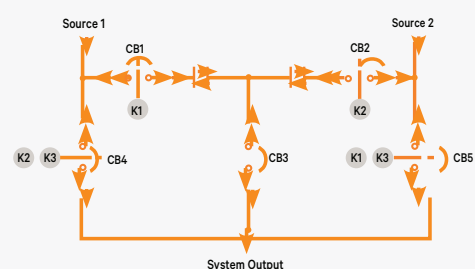 Source 1
Source 2
CB1
CB2
K1
K2
K2 K3 CB4
CB3
K1 K3 CB5
System Output